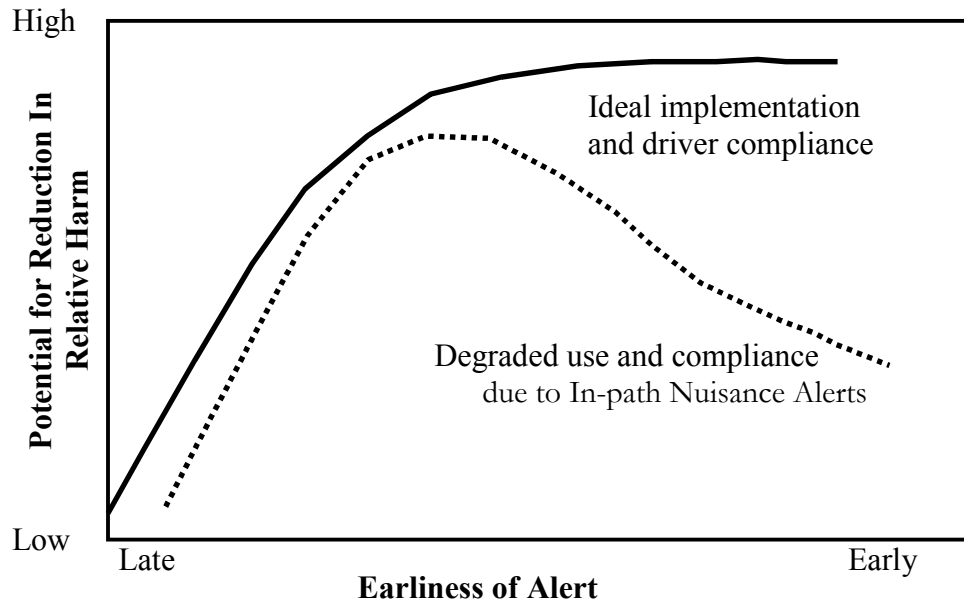 High
Potential for Reduction In
Relative Harm
Ideal implementation
and driver compliance
Degraded use and compliance
due to In-path Nuisance Alerts
Low
Late
Early
Earliness of Alert